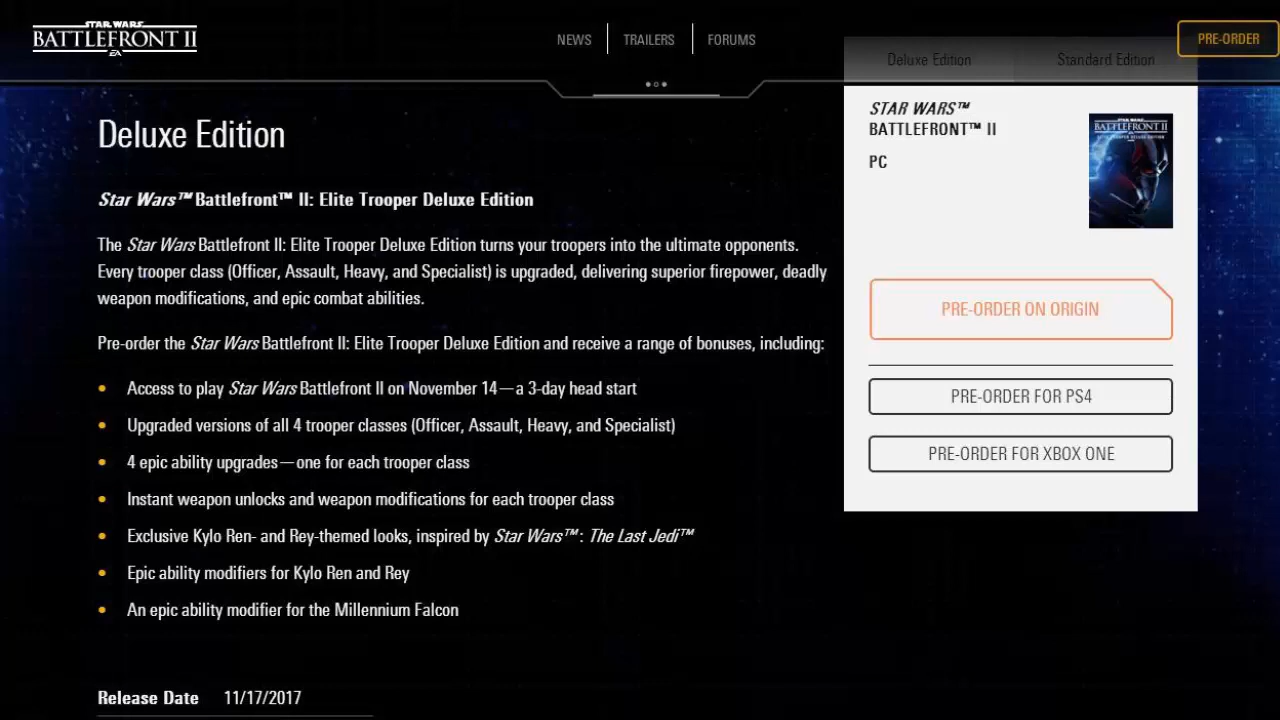 STAR WARS
BATTLEFRONT II
EA
NEWS
TRAILERS
FORUMS
PRE-ORDER
Deluxe Edition
Standard Edition
Deluxe Edition
Star Wars™ Battlefront™ II: Elite Trooper Deluxe Edition
The Star Wars Battlefront II: Elite Trooper Deluxe Edition turns your troopers into the ultimate opponents.
Every trooper class (Officer, Assault, Heavy, and Specialist) is upgraded, delivering superior firepower, deadly
weapon modifications, and epic combat abilities.
Pre-order the Star Wars Battlefront II: Elite Trooper Deluxe Edition and receive a range of bonuses, including:
• Access to play Star Wars Battlefront II on November 14—a 3-day head start
• Upgraded versions of all 4 trooper classes (Officer, Assault, Heavy, and Specialist)
• 4 epic ability upgrades—one for each trooper class
• Instant weapon unlocks and weapon modifications for each trooper class
• Exclusive Kylo Ren- and Rey-themed looks, inspired by Star Wars™: The Last Jedi™
• Epic ability modifiers for Kylo Ren and Rey
• An epic ability modifier for the Millennium Falcon
Release Date 11/17/2017
STAR WARS™
BATTLEFRONT™ II
PC
STAR WARS
BATTLEFRONT II
ELITE TROOPER DELUXE EDITION
PRE-ORDER ON ORIGIN
PRE-ORDER FOR PS4
PRE-ORDER FOR XBOX ONE